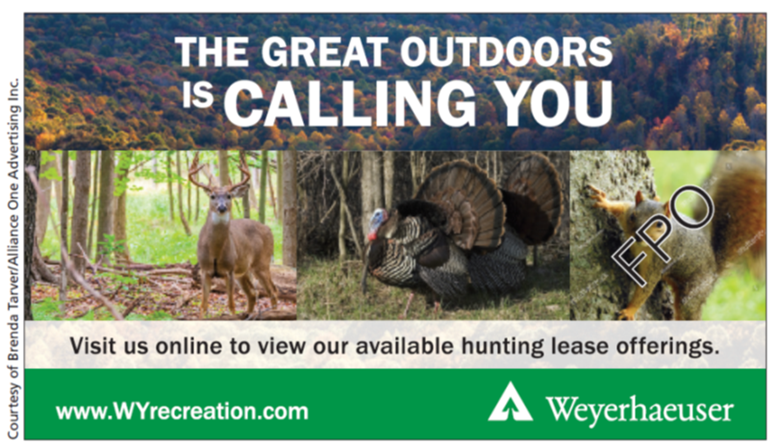 Courtesy of Brenda Tarver/Alliance One Advertising Inc.
THE GREAT OUTDOORS
IS CALLING YOU
FPO
Visit us online to view our available hunting lease offerings.
www.WYrecreation.com
Weyerhaeuser